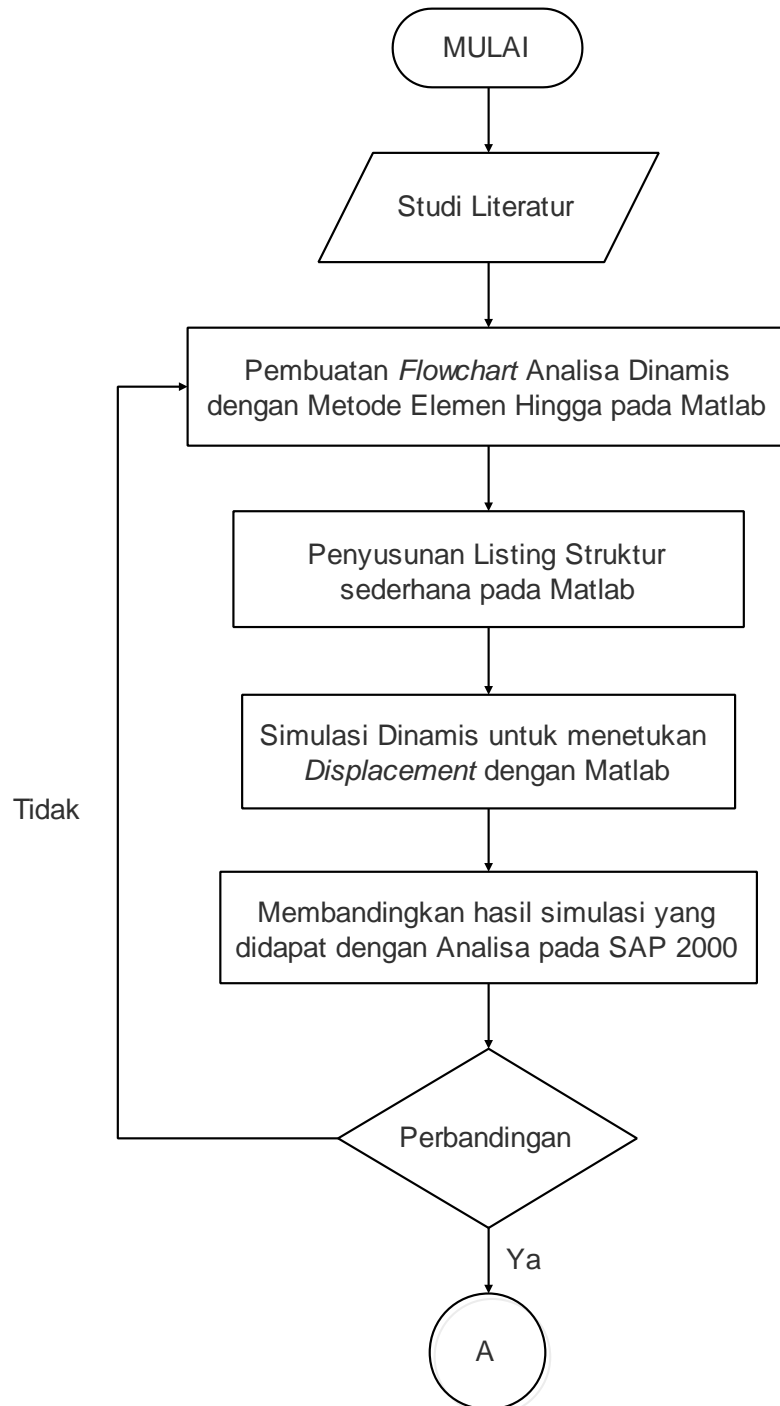 MULAI
Studi Literatur
Pembuatan Flowchart Analisa Dinamis
dengan Metode Elemen Hingga pada Matlab
Penyusunan Listing Struktur
sederhana pada Matlab
Simulasi Dinamis untuk menetukan
Displacement dengan Matlab
Tidak
Membandingkan hasil simulasi yang
didapat dengan Analisa pada SAP 2000
Perbandingan
Ya
A